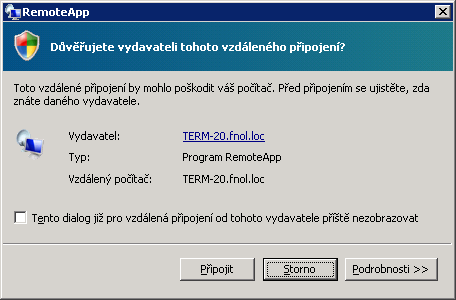 RemoteApp
Důvěřujete vydavateli tohoto vzdáleného připojení?
Toto vzdálené připojení by mohlo poškodit váš počítač. Před připojením se ujistěte, zda
znáte daného vydavatele.
Vydavatel: TERM-20.fnol.loc
Typ: Program RemoteApp
Vzdálený počítač: TERM-20.fnol.loc
Tento dialog již pro vzdálená připojení od tohoto vydavatele příště nezobrazovat
Připojit Storno Podrobnosti >>